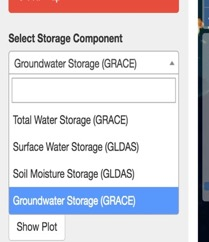 Select Storage Component
Groundwater Storage (GRACE)
Total Water Storage (GRACE)
Surface Water Storage (GLDAS)
Soil Moisture Storage (GLDAS)
Groundwater Storage (GRACE)
Show Plot